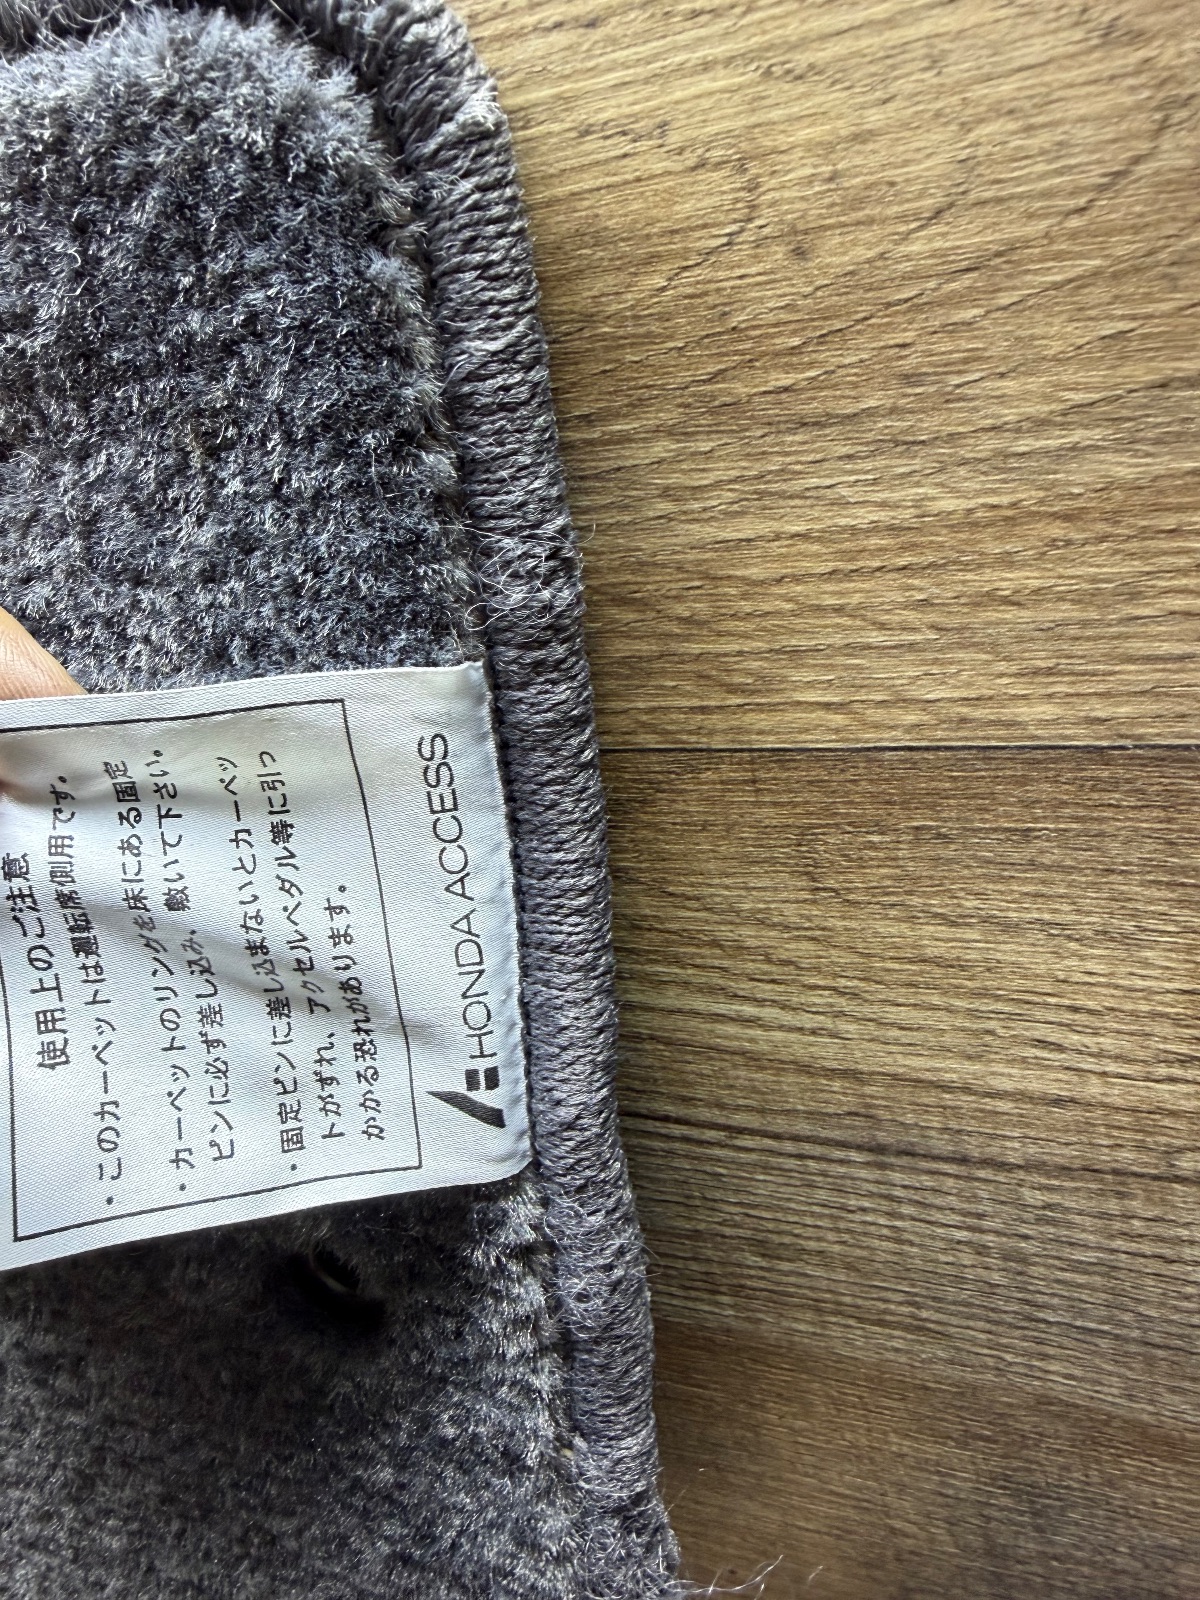 使用上のご注意
・このカーペットは運転席側用です。
・カーペットのリングを床にある固定
ピンに必ず差し込み、敷いて下さい。
・固定ピンに差し込まないとカーペッ
トがずれ、アクセルペダル等に引っ
かかる恐れがあります。
HONDA ACCESS